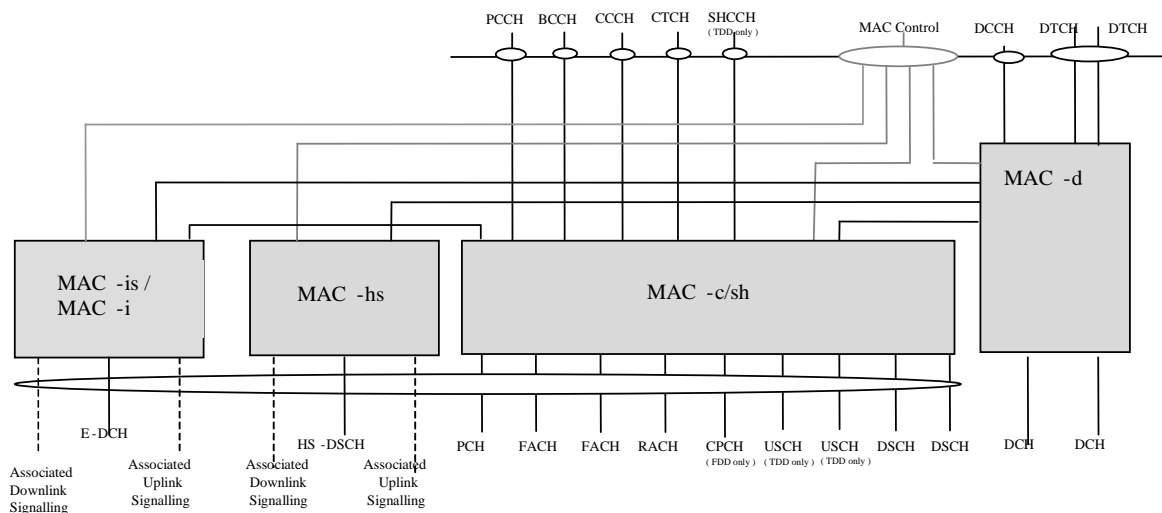 PCCH BCCH CCCH CTCH SHCCH
( TDD only )
MAC Control
DCCH DTCH DTCH
MAC -d
MAC -is /
MAC -i
MAC -hs
MAC -c/sh
E-DCH
HS-DSCH
PCH FACH FACH RACH CPCH USCH USCH DSCH DSCH
( FDD only ) ( TDD only ) ( TDD only )
DCH DCH
Associated
Downlink
Signalling
Associated
Uplink
Signalling
Associated
Downlink
Signalling
Associated
Uplink
Signalling